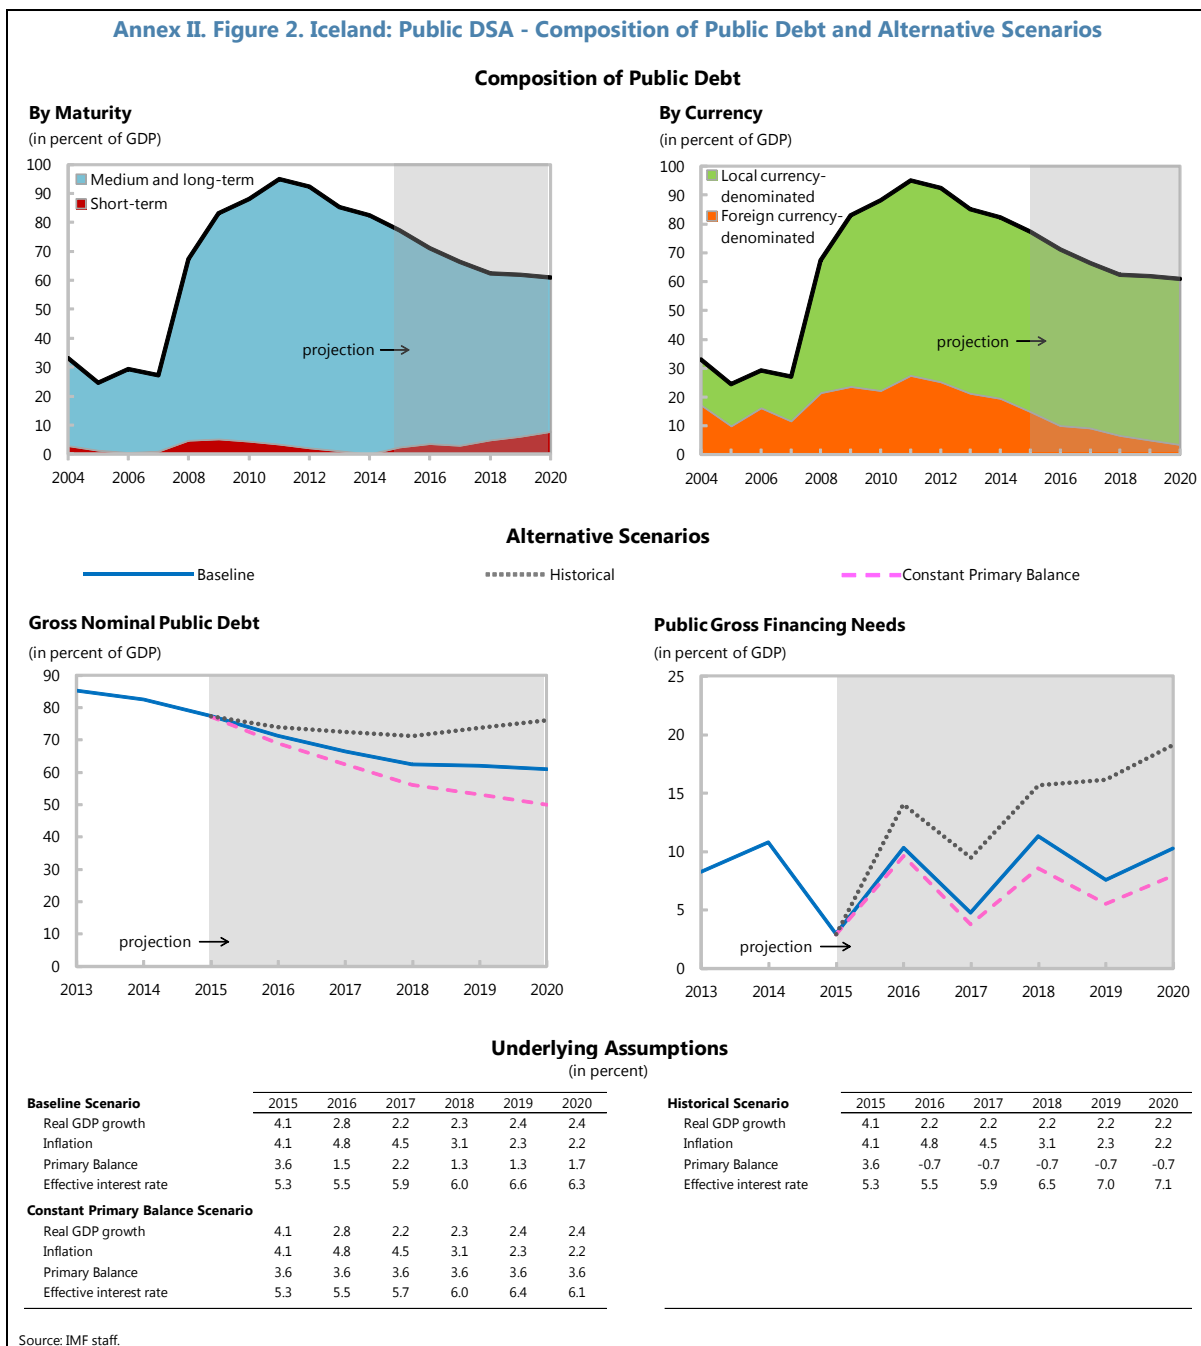 Annex II. Figure 2. Iceland: Public DSA - Composition of Public Debt and Alternative Scenarios
Composition of Public Debt
By Maturity
(in percent of GDP)
100
90
80
70
60
50
40
30
20
10
0
Medium and long-term
Short-term
projection
2004 2006 2008 2010 2012 2014 2016 2018 2020
By Currency
(in percent of GDP)
100
90
80
70
60
50
40
30
20
10
0
Local currency-
denominated
Foreign currency-
denominated
projection
2004 2006 2008 2010 2012 2014 2016 2018 2020
Alternative Scenarios
Baseline Historical Constant Primary Balance
Gross Nominal Public Debt
(in percent of GDP)
90
80
70
60
50
40
30
20
10
0
projection
2013 2014 2015 2016 2017 2018 2019 2020
Public Gross Financing Needs
(in percent of GDP)
25
20
15
10
5
0
projection
2013 2014 2015 2016 2017 2018 2019 2020
Underlying Assumptions
(in percent)
Baseline Scenario 2015 2016 2017 2018 2019 2020
Real GDP growth 4.1 2.8 2.2 2.3 2.4 2.4
Inflation 4.1 4.8 4.5 3.1 2.3 2.2
Primary Balance 3.6 1.5 2.2 1.3 1.3 1.7
Effective interest rate 5.3 5.5 5.9 6.0 6.6 6.3
Constant Primary Balance Scenario
Real GDP growth 4.1 2.8 2.2 2.3 2.4 2.4
Inflation 4.1 4.8 4.5 3.1 2.3 2.2
Primary Balance 3.6 3.6 3.6 3.6 3.6 3.6
Effective interest rate 5.3 5.5 5.7 6.0 6.4 6.1
Historical Scenario 2015 2016 2017 2018 2019 2020
Real GDP growth 4.1 2.2 2.2 2.2 2.2 2.2
Inflation 4.1 4.8 4.5 3.1 2.3 2.2
Primary Balance 3.6 -0.7 -0.7 -0.7 -0.7 -0.7
Effective interest rate 5.3 5.5 5.9 6.5 7.0 7.1
Source: IMF staff.